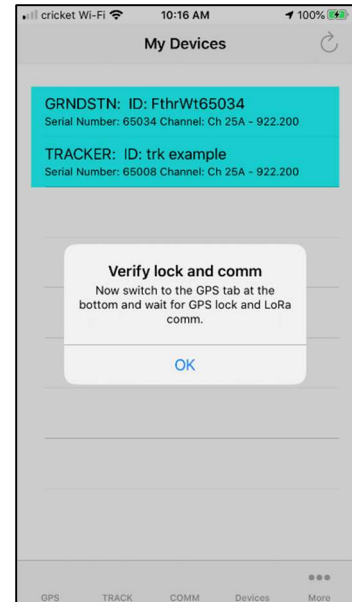 cricket Wi-Fi 10:16 AM 100%
My Devices
GRNDSTN: ID: FthrWt65034
Serial Number: 65034 Channel: Ch 25A - 922.200
TRACKER: ID: trk example
Serial Number: 65008 Channel: Ch 25A - 922.200
Verify lock and comm
Now switch to the GPS tab at the
bottom and wait for GPS lock and LoRa
comm.
OK
GPS TRACK COMM Devices More